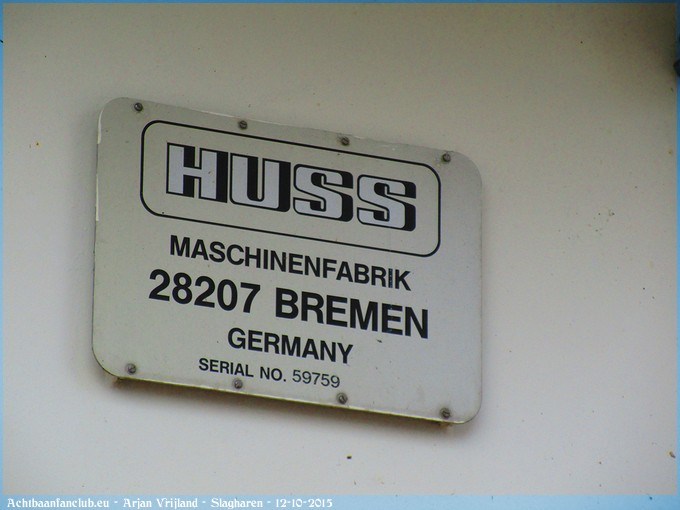 HUSS
MASCHINENFABRIK
28207 BREMEN
GERMANY
SERIAL NO. 59759
Achtbaanfanclub.eu - Arjan Vrijland - Slagharen - 12-10-2015